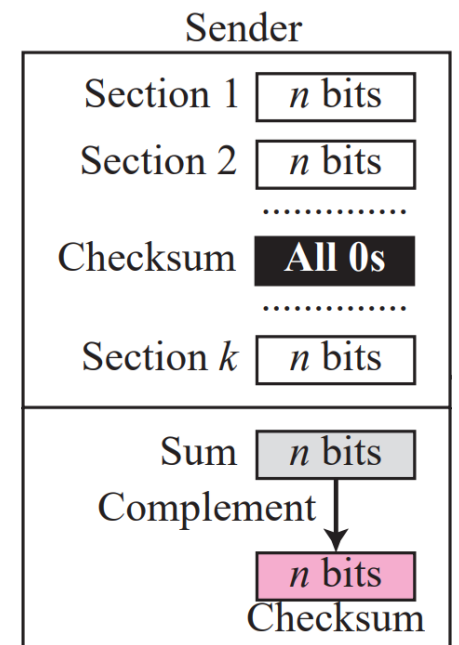 Sender
Section 1 n bits
Section 2 n bits
..............
Checksum All 0s
..............
Section k n bits
Sum n bits
Complement
n bits
Checksum